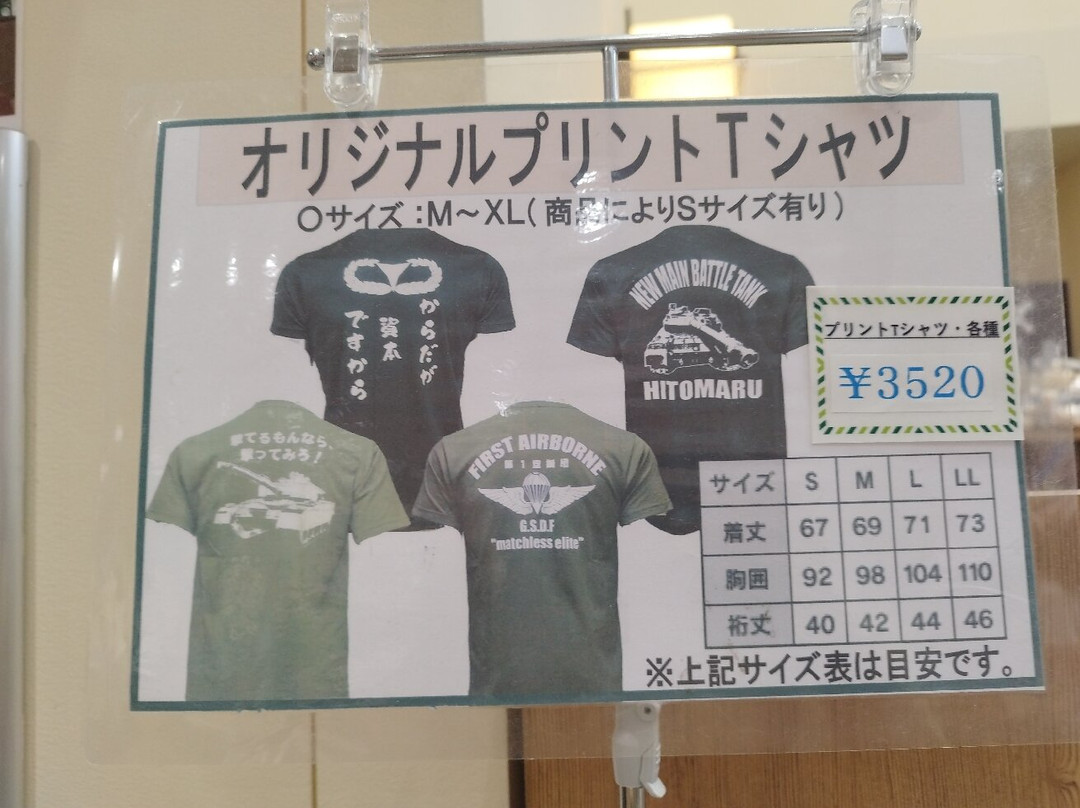 オリジナルプリントTシャツ
○サイズ:M～XL(商品によりSサイズ有り)
からだが
資本
ですから
NEW MAIN BATTLE TANK
HITOMARU
プリントTシャツ・各種
¥3520
撃てるもんなら、
撃ってみろ!
FIRST AIRBORNE
第1空挺団
G.S.D.F
"matchless elite"
サイズ S M L LL
着丈 67 69 71 73
胸囲 92 98 104 110
裄丈 40 42 44 46
※上記サイズ表は目安です。